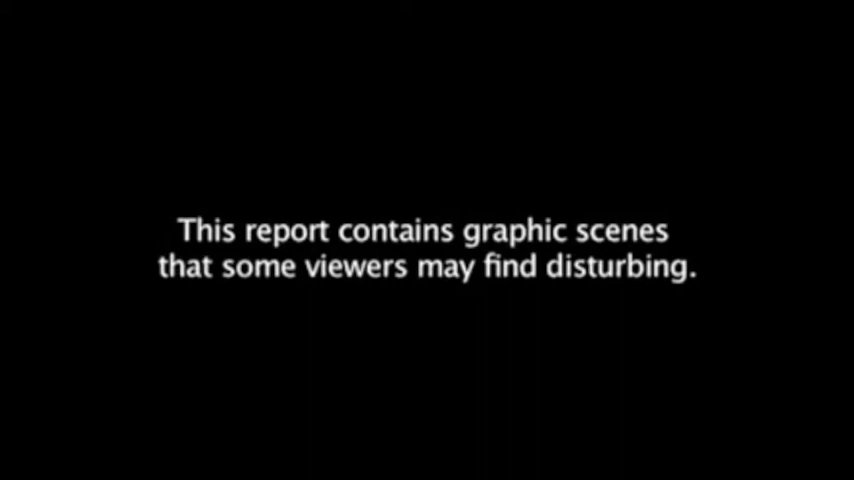 This report contains graphic scenes
that some viewers may find disturbing.